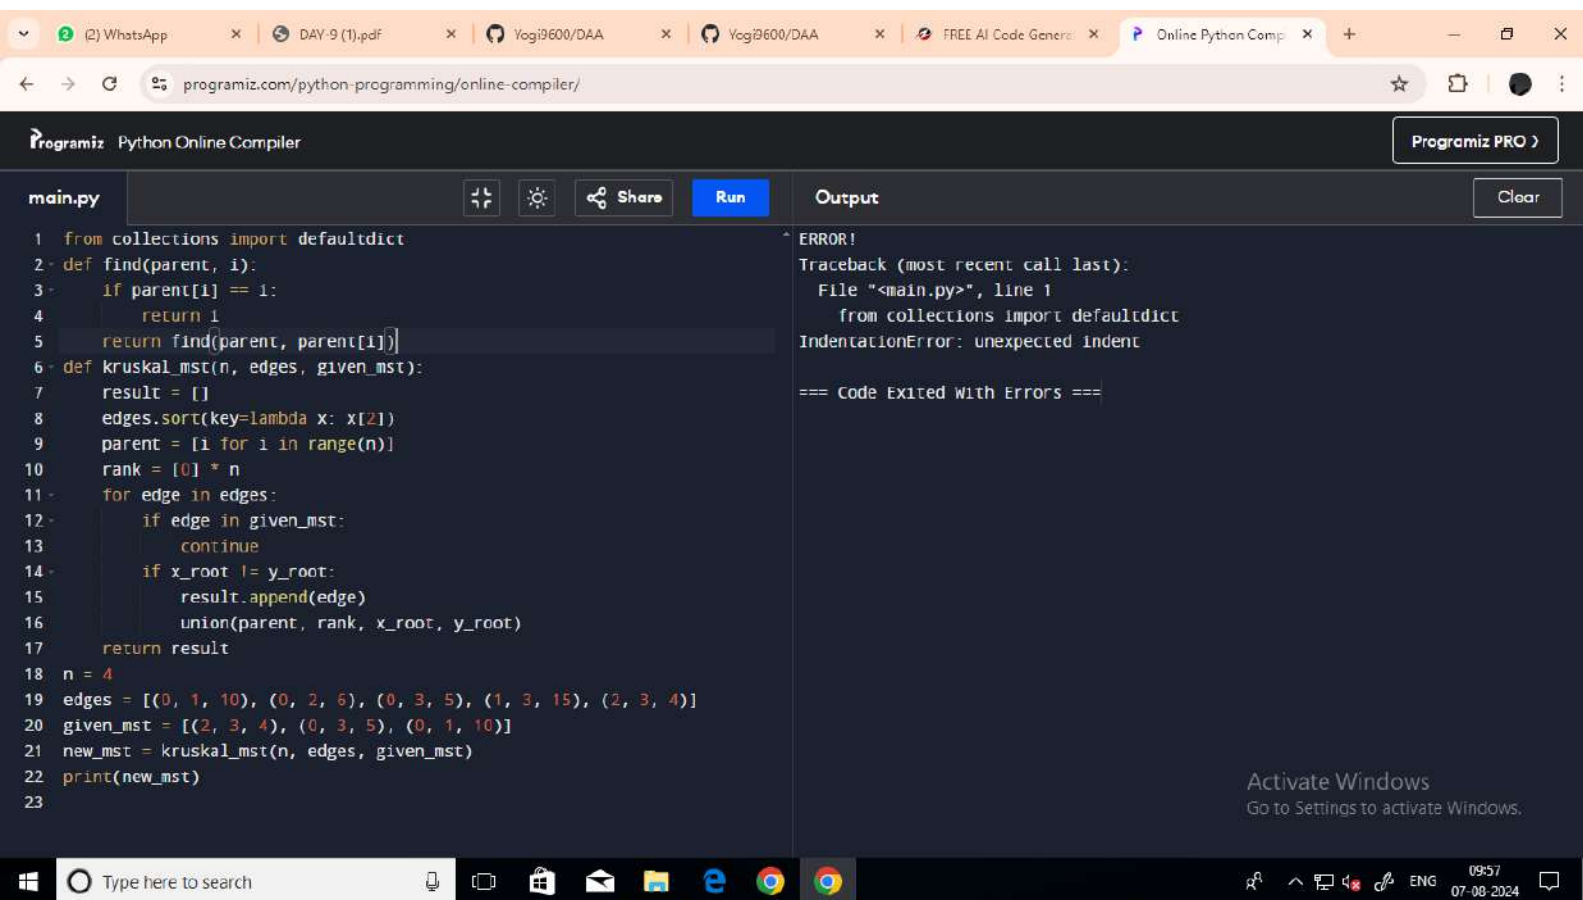 (2) WhatsApp
DAY-9 (1).pdf
Yogi9600/DAA
Yogi9600/DAA
FREE AI Code Genera
Online Python Comp
programiz.com/python-programming/online-compiler/
Programiz Python Online Compiler
Programiz PRO >
main.py
Share
Run
Output
Clear
1 from collections import defaultdict
2 def find(parent, i):
3     if parent[i] == i:
4         return i
5     return find(parent, parent[i])
6 def kruskal_mst(n, edges, given_mst):
7     result = []
8     edges.sort(key=lambda x: x[2])
9     parent = [i for i in range(n)]
10     rank = [0] * n
11     for edge in edges:
12         if edge in given_mst:
13             continue
14         if x_root != y_root:
15             result.append(edge)
16             union(parent, rank, x_root, y_root)
17     return result
18 n = 4
19 edges = [(0, 1, 10), (0, 2, 6), (0, 3, 5), (1, 3, 15), (2, 3, 4)]
20 given_mst = [(2, 3, 4), (0, 3, 5), (0, 1, 10)]
21 new_mst = kruskal_mst(n, edges, given_mst)
22 print(new_mst)
23
ERROR!
Traceback (most recent call last):
  File "<main.py>", line 1
    from collections import defaultdict
IndentationError: unexpected indent
=== Code Exited With Errors ===
Activate Windows
Go to Settings to activate Windows.
Type here to search
ENG
09:57
07-08-2024